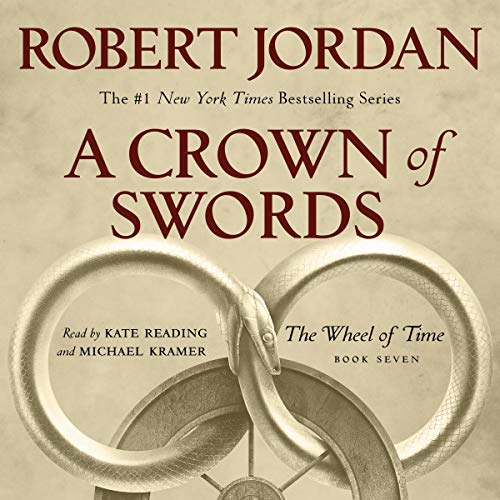 ROBERT JORDAN
The #1 New York Times Bestselling Series
A CROWN of
SWORDS
Read by KATE READING
and MICHAEL KRAMER
The Wheel of Time
BOOK SEVEN